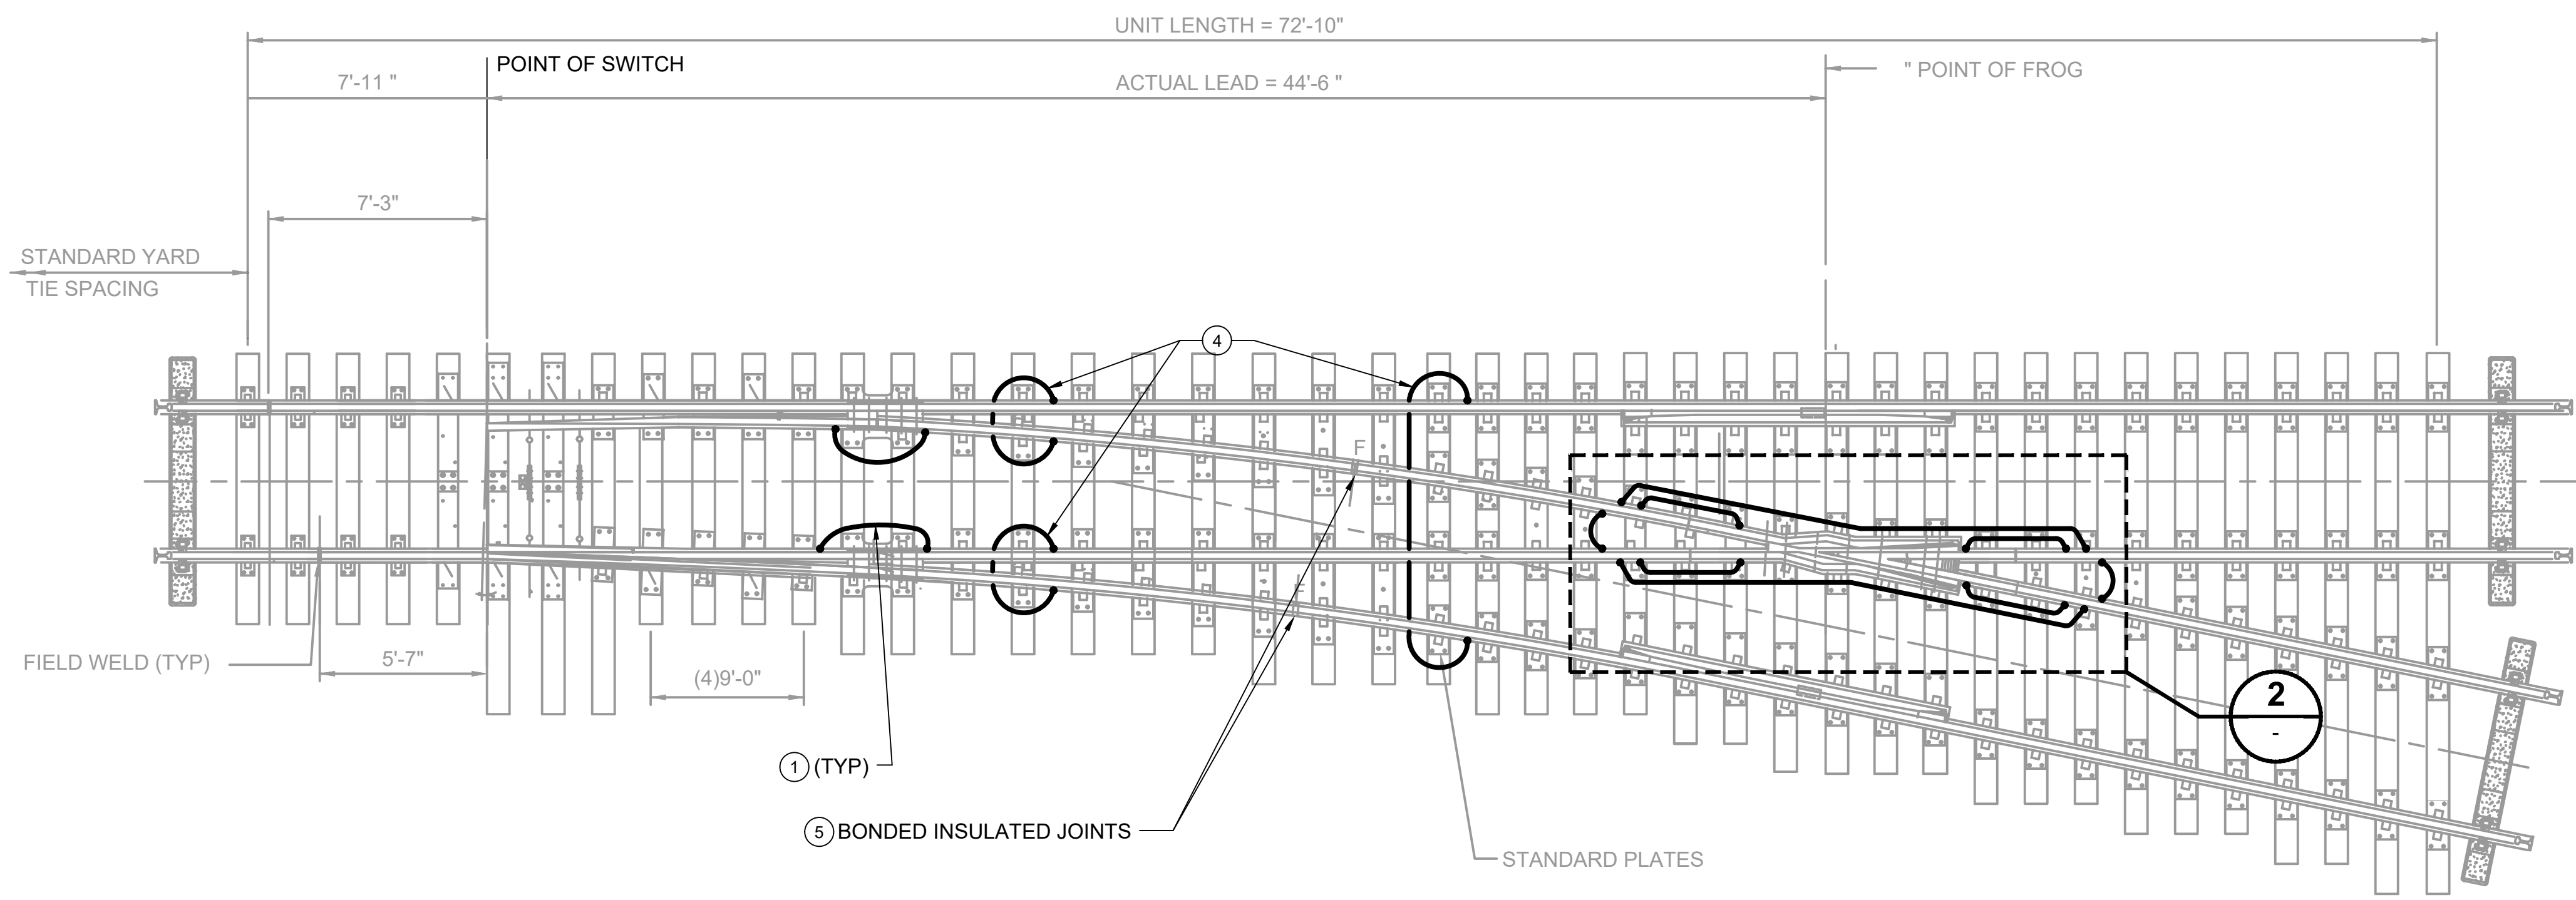 UNIT LENGTH = 72'-10"
POINT OF SWITCH
7'-11 "
ACTUAL LEAD = 44'-6 "
" POINT OF FROG
7'-3"
STANDARD YARD
TIE SPACING
4
F
F
FIELD WELD (TYP)
5'-7"
(4)9'-0"
2
-
1 (TYP)
5 BONDED INSULATED JOINTS
STANDARD PLATES